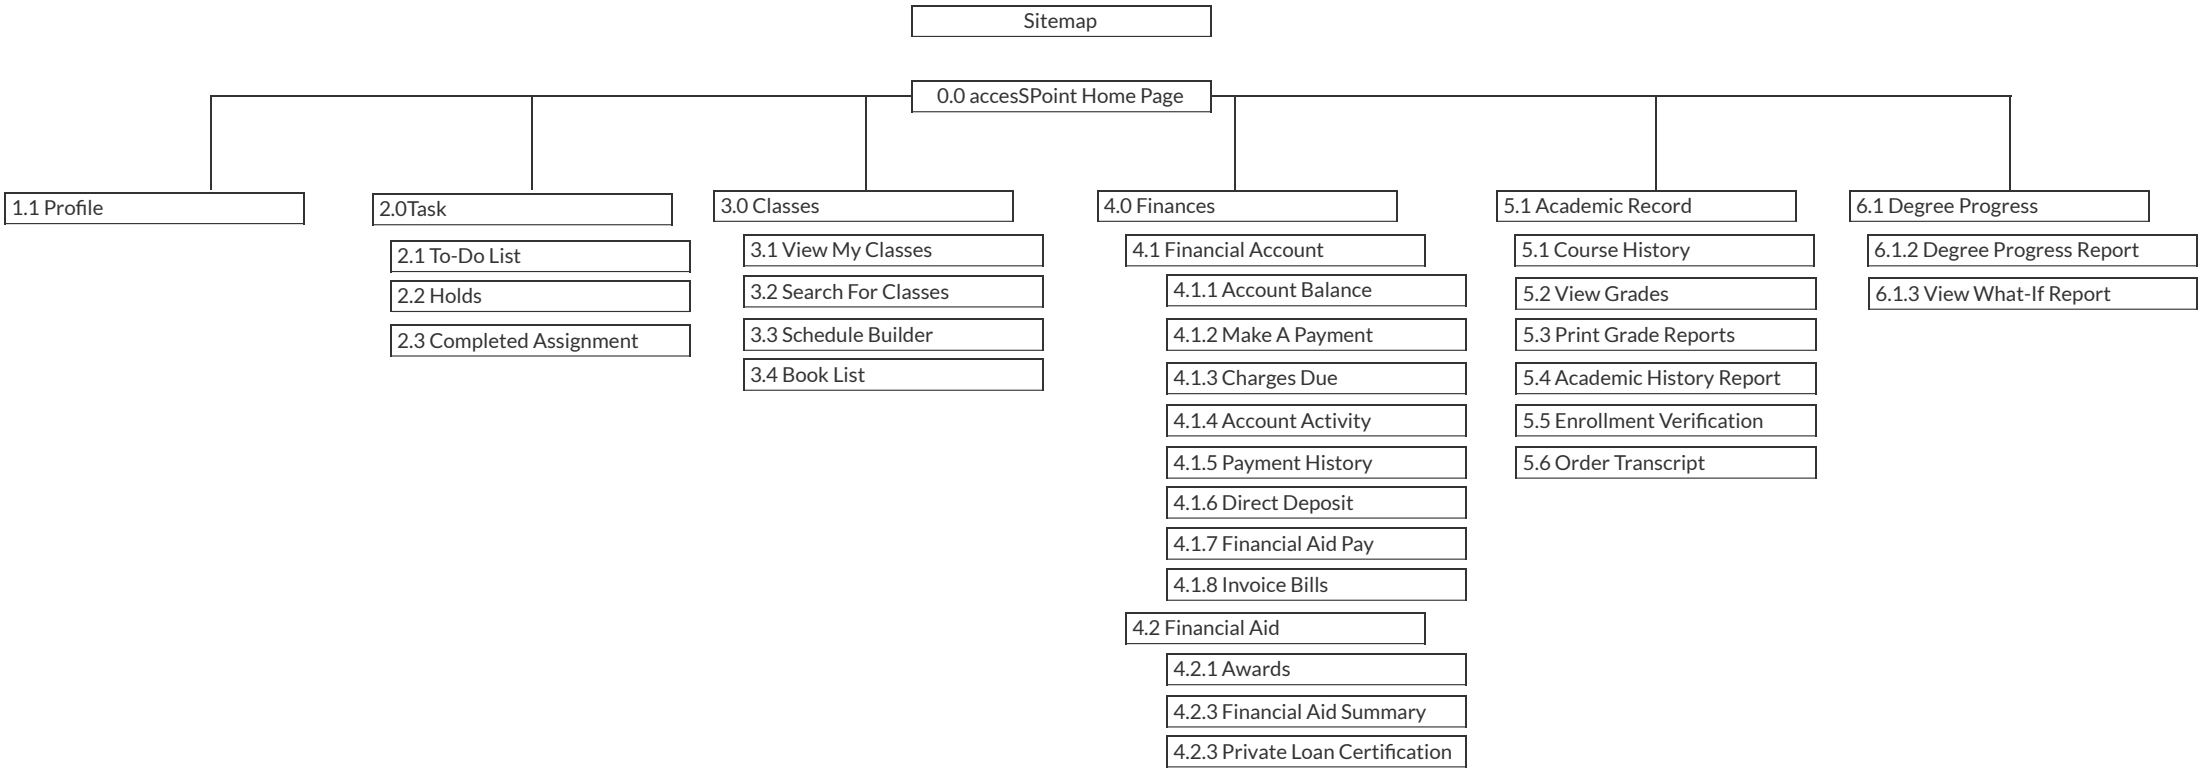 Sitemap
0.0 accesSPoint Home Page
1.1 Profile
2.0Task
2.1 To-Do List
2.2 Holds
2.3 Completed Assignment
3.0 Classes
3.1 View My Classes
3.2 Search For Classes
3.3 Schedule Builder
3.4 Book List
4.0 Finances
4.1 Financial Account
4.1.1 Account Balance
4.1.2 Make A Payment
4.1.3 Charges Due
4.1.4 Account Activity
4.1.5 Payment History
4.1.6 Direct Deposit
4.1.7 Financial Aid Pay
4.1.8 Invoice Bills
4.2 Financial Aid
4.2.1 Awards
4.2.3 Financial Aid Summary
4.2.3 Private Loan Certification
5.1 Academic Record
5.1 Course History
5.2 View Grades
5.3 Print Grade Reports
5.4 Academic History Report
5.5 Enrollment Verification
5.6 Order Transcript
6.1 Degree Progress
6.1.2 Degree Progress Report
6.1.3 View What-If Report